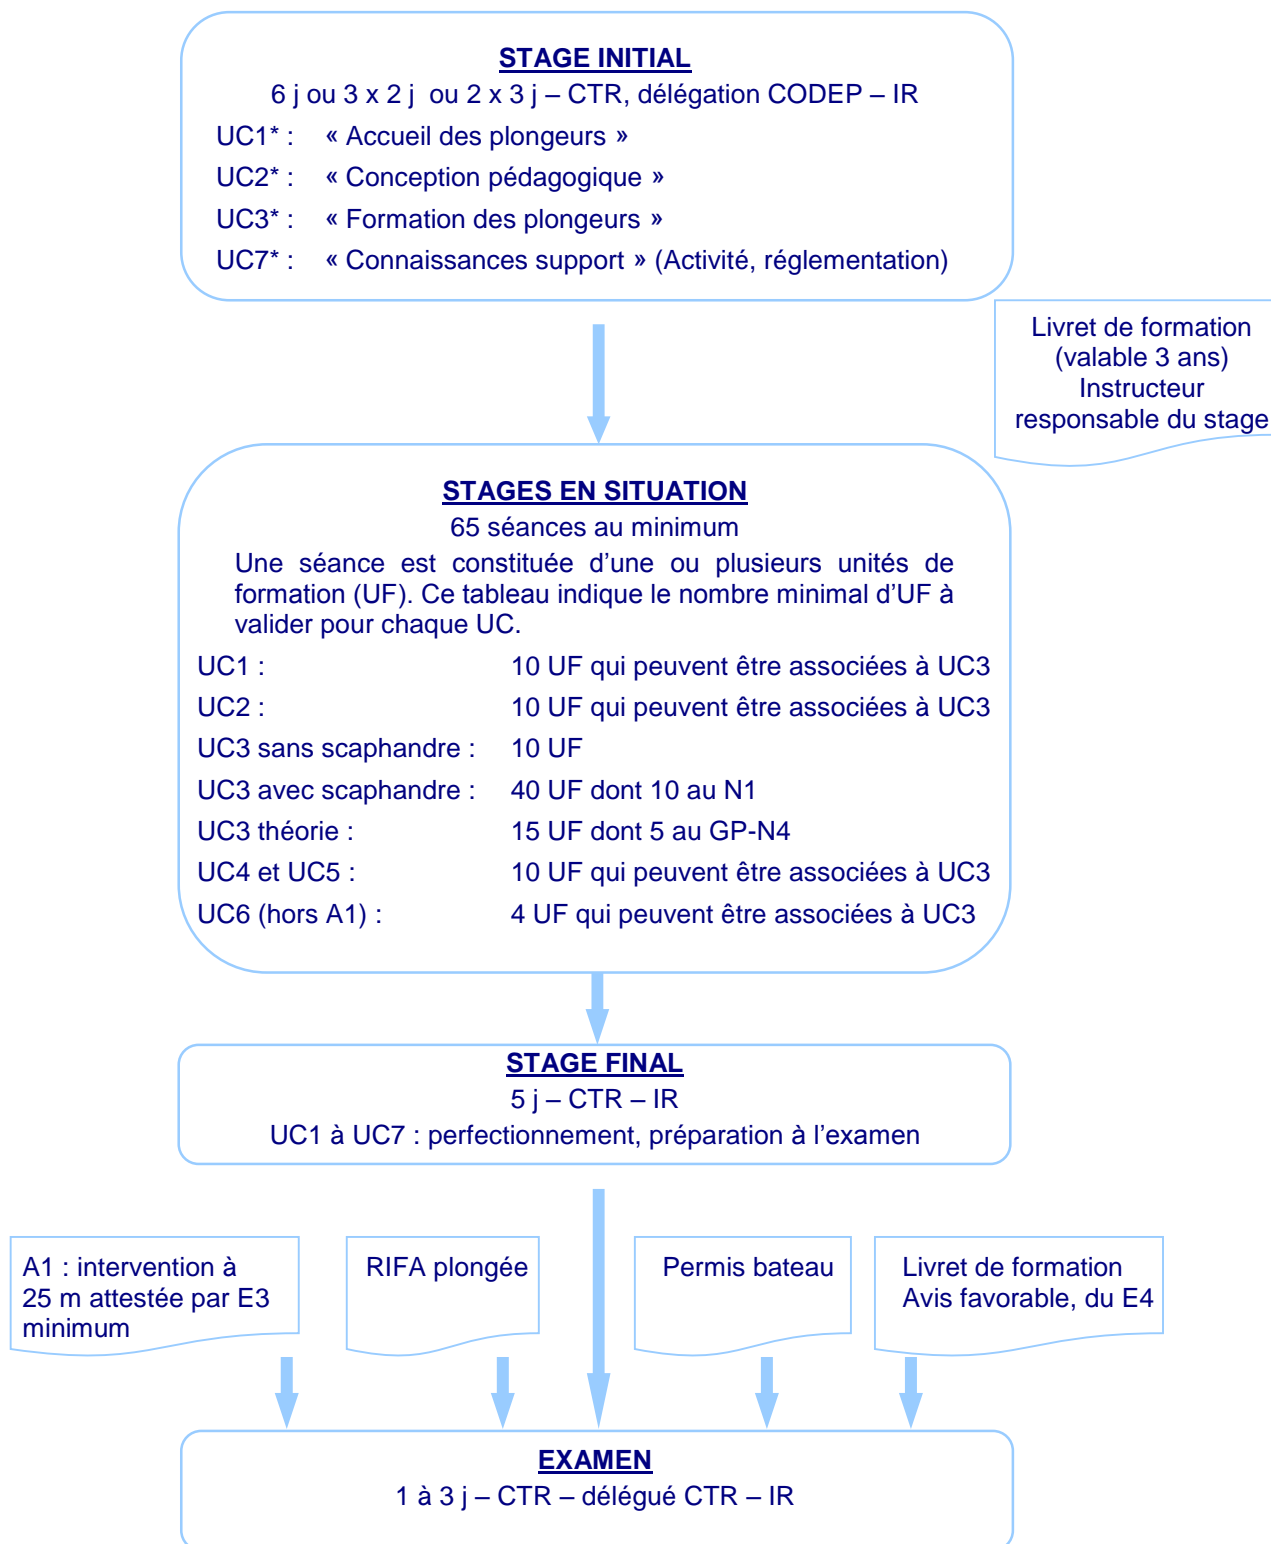 STAGE INITIAL
6 j ou 3 x 2 j ou 2 x 3 j – CTR, délégation CODEP – IR
UC1* : « Accueil des plongeurs »
UC2* : « Conception pédagogique »
UC3* : « Formation des plongeurs »
UC7* : « Connaissances support » (Activité, réglementation)
Livret de formation
(valable 3 ans)
Instructeur
responsable du stage
STAGES EN SITUATION
65 séances au minimum
Une séance est constituée d’une ou plusieurs unités de
formation (UF). Ce tableau indique le nombre minimal d’UF à
valider pour chaque UC.
UC1 : 10 UF qui peuvent être associées à UC3
UC2 : 10 UF qui peuvent être associées à UC3
UC3 sans scaphandre : 10 UF
UC3 avec scaphandre : 40 UF dont 10 au N1
UC3 théorie : 15 UF dont 5 au GP-N4
UC4 et UC5 : 10 UF qui peuvent être associées à UC3
UC6 (hors A1) : 4 UF qui peuvent être associées à UC3
STAGE FINAL
5 j – CTR – IR
UC1 à UC7 : perfectionnement, préparation à l’examen
A1 : intervention à
25 m attestée par E3
minimum
RIFA plongée
Permis bateau
Livret de formation
Avis favorable, du E4
EXAMEN
1 à 3 j – CTR – délégué CTR – IR